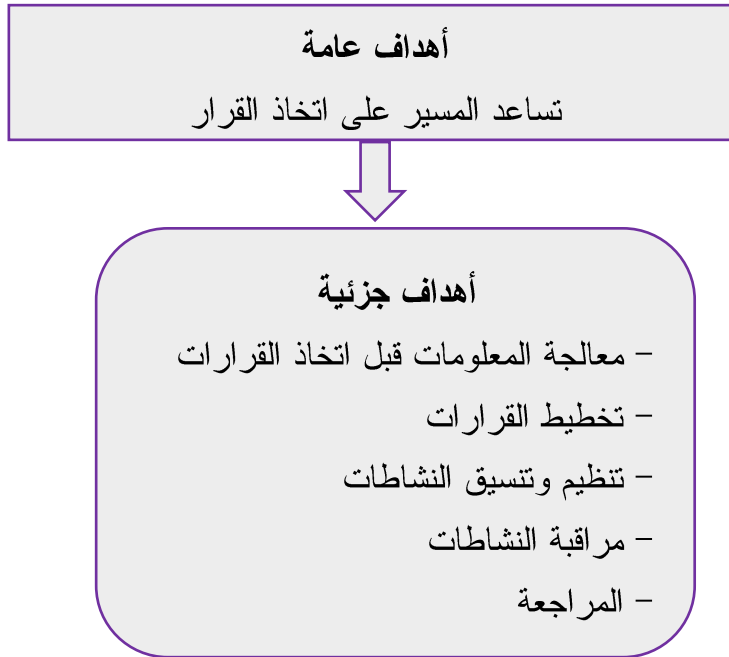 أهداف عامة
تساعد المسير على اتخاذ القرار
أهداف جزئية
- معالجة المعلومات قبل اتخاذ القرارات
- تخطيط القرارات
- تنظيم وتنسيق النشاطات
- مراقبة النشاطات
- المراجعة